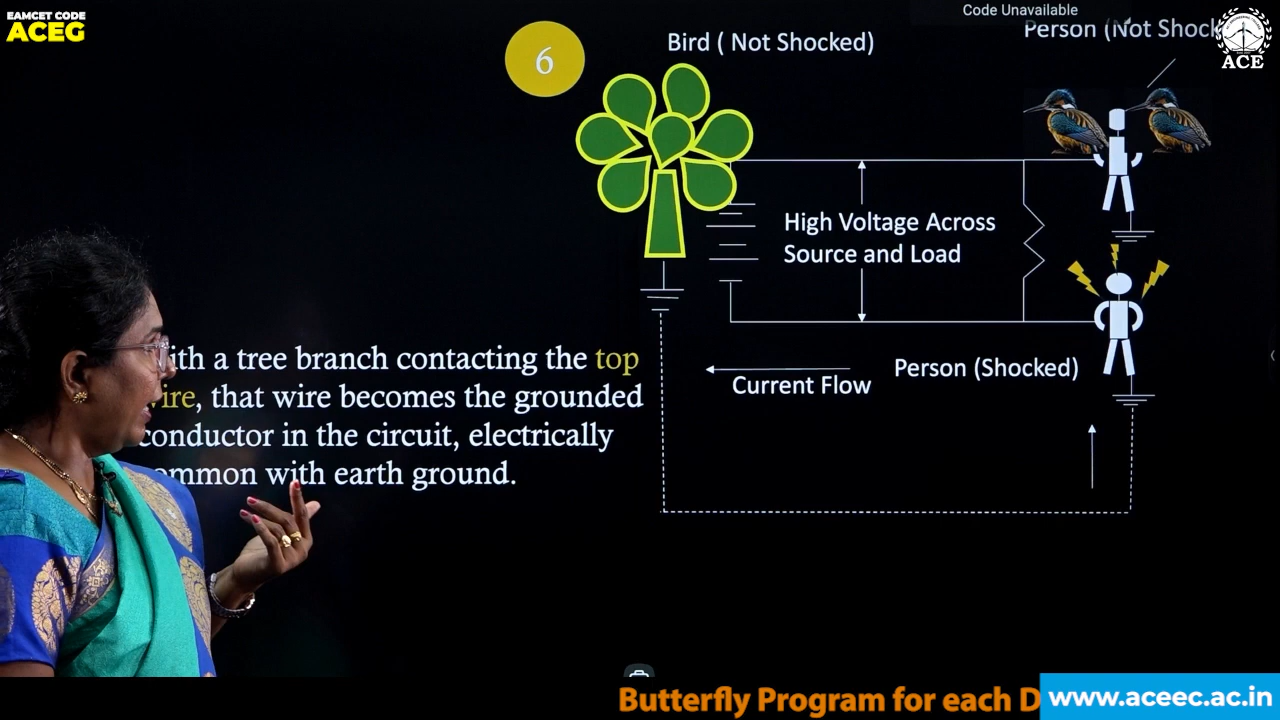 EAMCET CODE
ACEG
6
Bird ( Not Shocked)
Code Unavailable
Person (Not Shock
ACE
High Voltage Across
Source and Load
Person (Shocked)
Current Flow
ith a tree branch contacting the top
ire, that wire becomes the grounded
conductor in the circuit, electrically
ommon with earth ground.
Butterfly Program for each D
www.aceec.ac.in